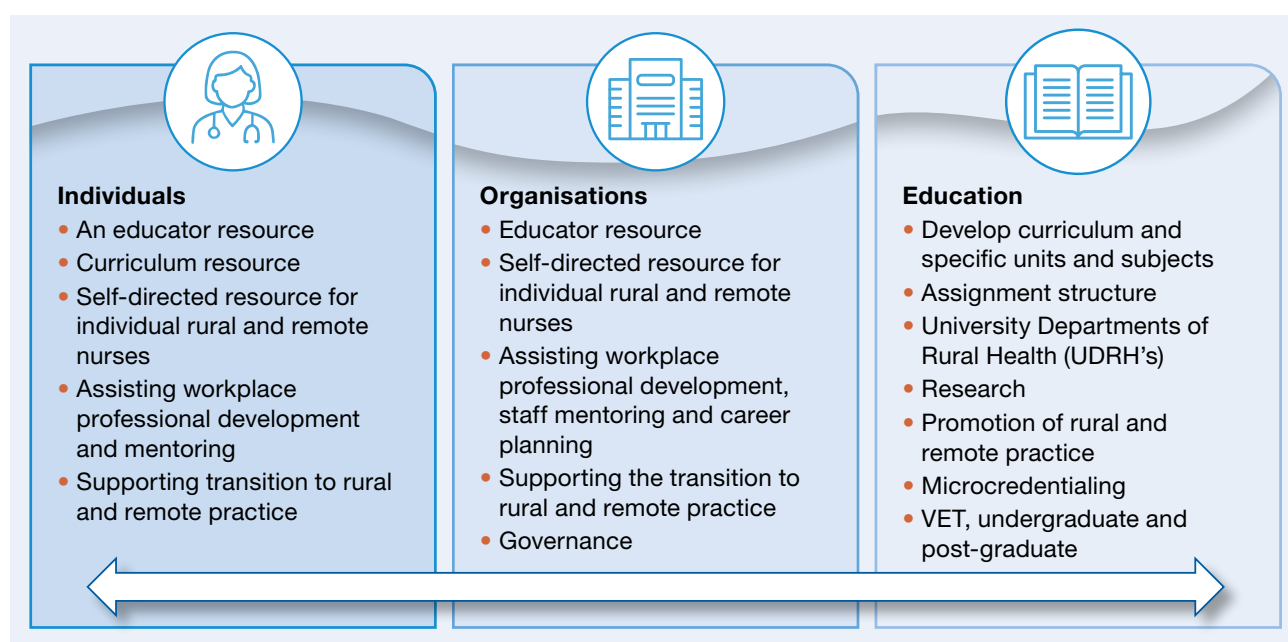 Individuals
• An educator resource
• Curriculum resource
• Self-directed resource for
individual rural and remote
nurses
• Assisting workplace
professional development
and mentoring
• Supporting transition to rural
and remote practice
Organisations
• Educator resource
• Self-directed resource for
individual rural and remote
nurses
• Assisting workplace
professional development,
staff mentoring and career
planning
• Supporting the transition to
rural and remote practice
• Governance
Education
• Develop curriculum and
specific units and subjects
• Assignment structure
• University Departments of
Rural Health (UDRH's)
• Research
• Promotion of rural and
remote practice
• Microcredentialing
• VET, undergraduate and
post-graduate